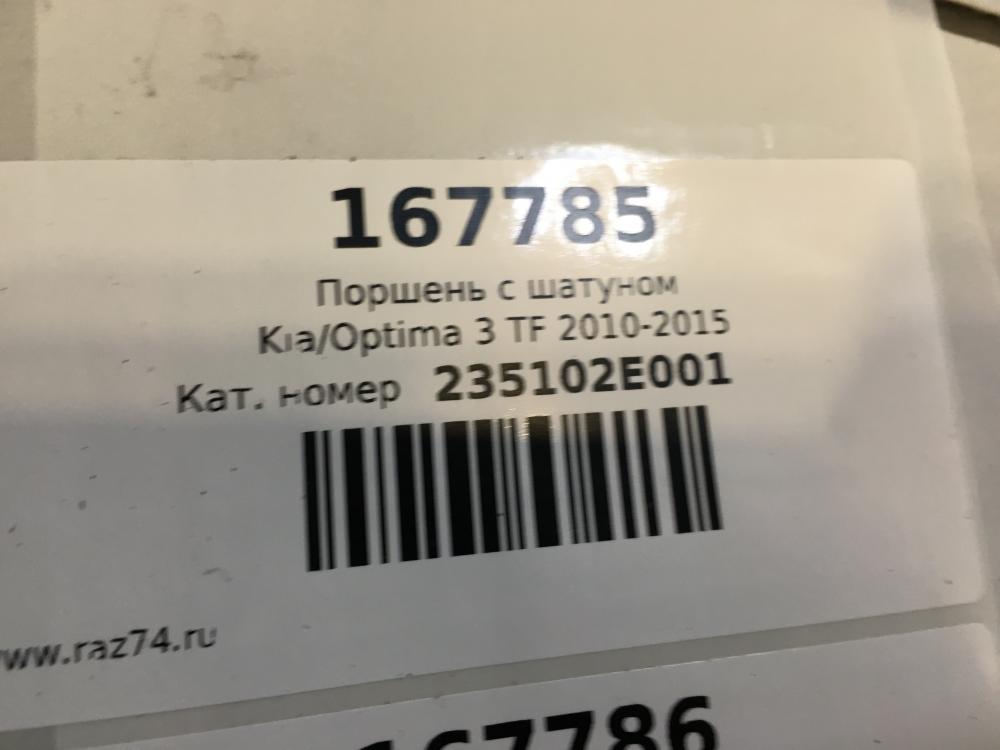 167785
Поршень с шатуном
Kia/Optima 3 TF 2010-2015
Кат. номер 235102E001
www.raz74.ru
167786